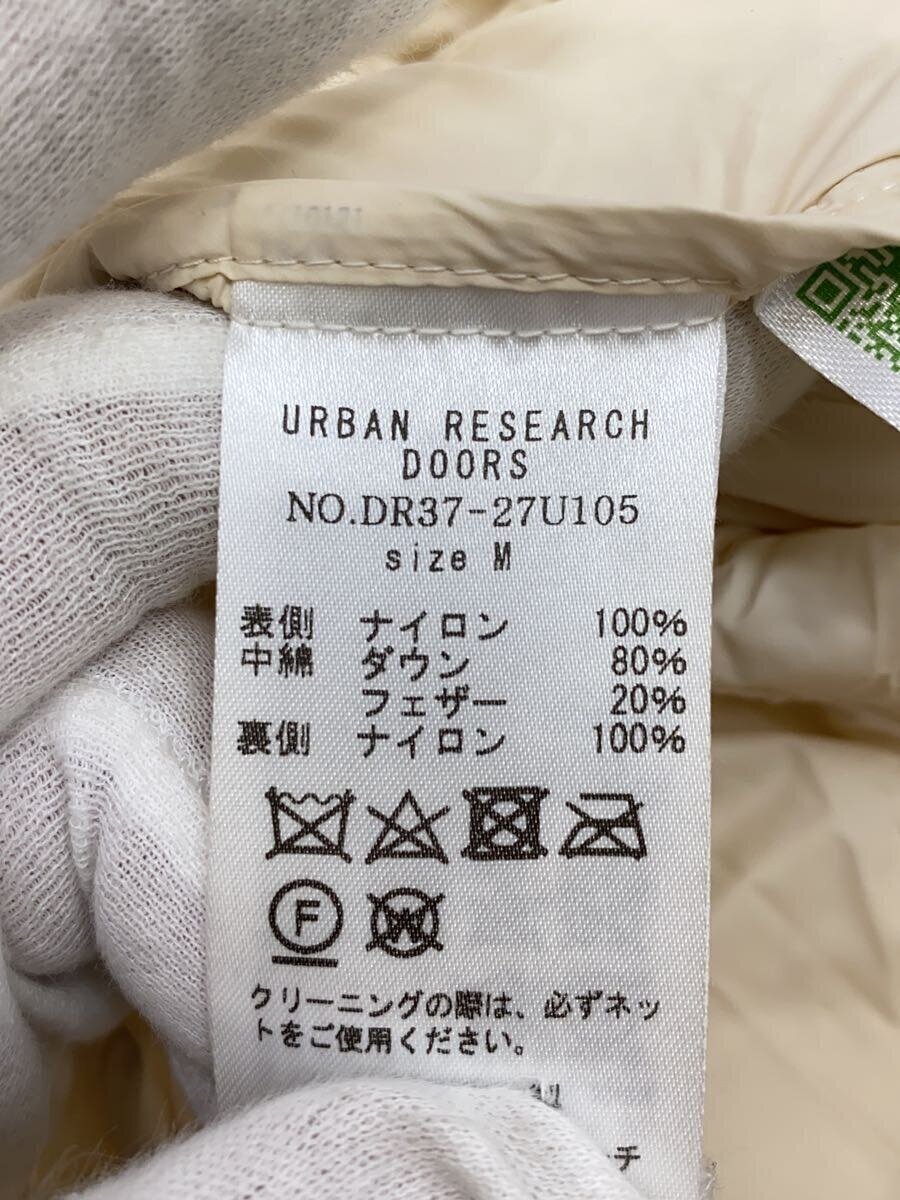 URBAN RESEARCH
DOORS
NO.DR37-27U105
size M
表側 ナイロン 100%
中綿 ダウン 80%
フェザー 20%
裏側 ナイロン 100%
F
W
クリーニングの際は、必ずネッ
トをご使用ください。